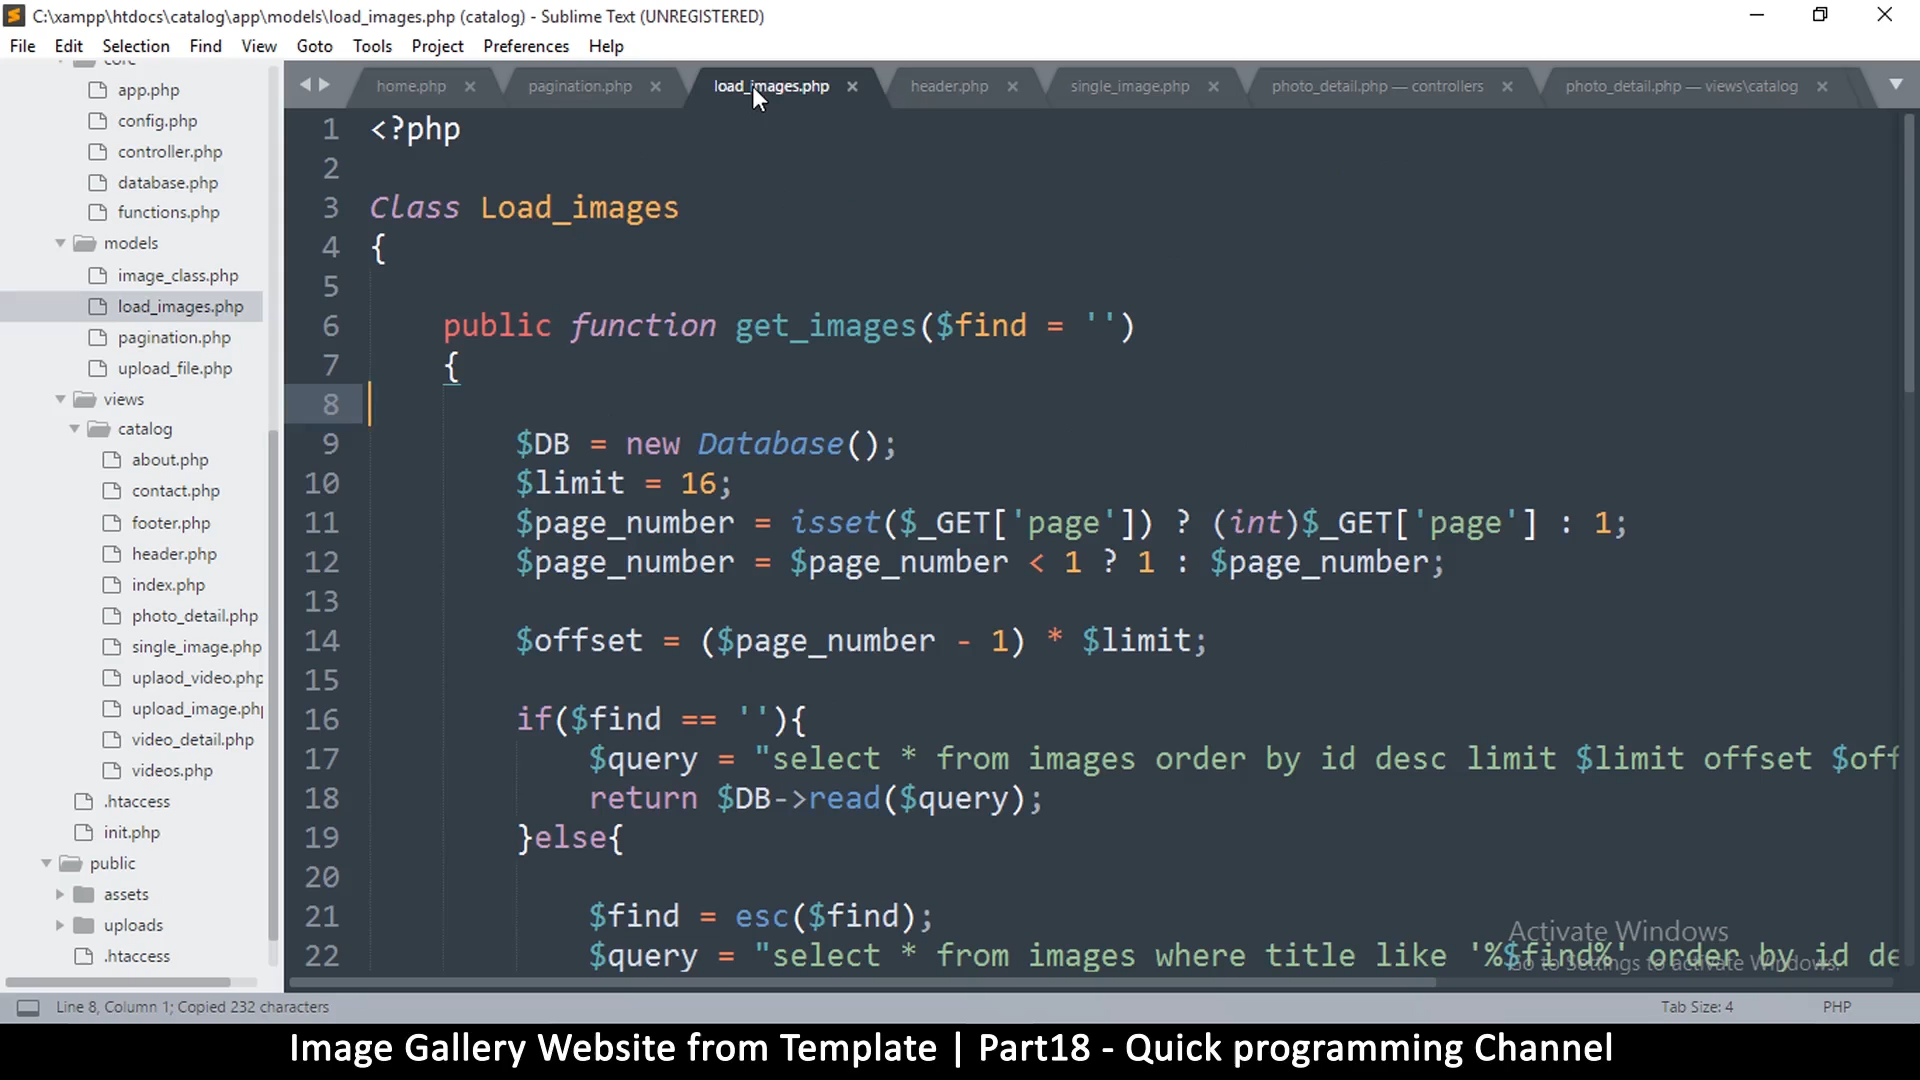 C:\xampp\htdocs\catalog\app\models\load_images.php (catalog) - Sublime Text (UNREGISTERED)
File Edit Selection Find View Goto Tools Project Preferences Help
home.php pagination.php load_images.php header.php single_image.php photo_detail.php — controllers photo_detail.php — views\catalog
core
app.php
config.php
controller.php
database.php
functions.php
models
image_class.php
load_images.php
pagination.php
upload_file.php
views
catalog
about.php
contact.php
footer.php
header.php
index.php
photo_detail.php
single_image.php
uplaod_video.php
upload_image.ph
video_detail.php
videos.php
.htaccess
init.php
public
assets
uploads
.htaccess
1 <?php
2
3 Class Load_images
4 {
5
6 public function get_images($find = '')
7 {
8
9 $DB = new Database();
10 $limit = 16;
11 $page_number = isset($_GET['page']) ? (int)$_GET['page'] : 1;
12 $page_number = $page_number < 1 ? 1 : $page_number;
13
14 $offset = ($page_number - 1) * $limit;
15
16 if($find == ''){
17 $query = "select * from images order by id desc limit $limit offset $off
18 return $DB->read($query);
19 }else{
20
21 $find = esc($find);
22 $query = "select * from images where title like '%$find%' order by id de
Activate Windows
Go to Settings to activate Windows.
Line 8, Column 1; Copied 232 characters
Tab Size: 4
PHP
Image Gallery Website from Template | Part18 - Quick programming Channel